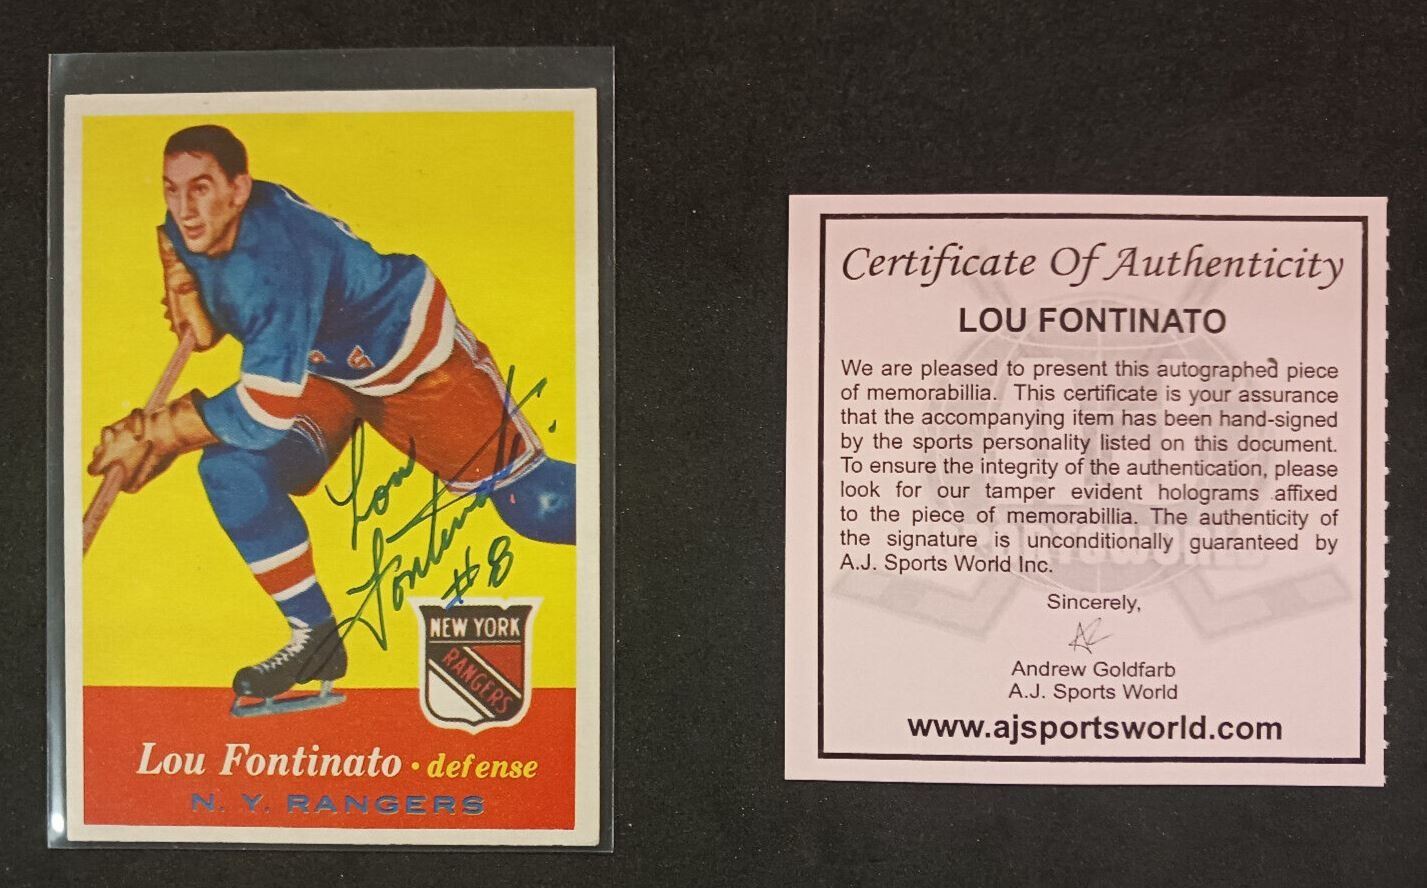 Lou
Fontinato
#8
NEW YORK
RANGERS
Lou Fontinato • defense
N. Y. RANGERS
Certificate Of Authenticity
LOU FONTINATO
We are pleased to present this autographed piece
of memorabillia. This certificate is your assurance
that the accompanying item has been hand-signed
by the sports personality listed on this document.
To ensure the integrity of the authentication, please
look for our tamper evident holograms affixed
to the piece of memorabillia. The authenticity of
the signature is unconditionally guaranteed by
A.J. Sports World Inc.
Sincerely,
Andrew Goldfarb
A.J. Sports World
www.ajsportsworld.com